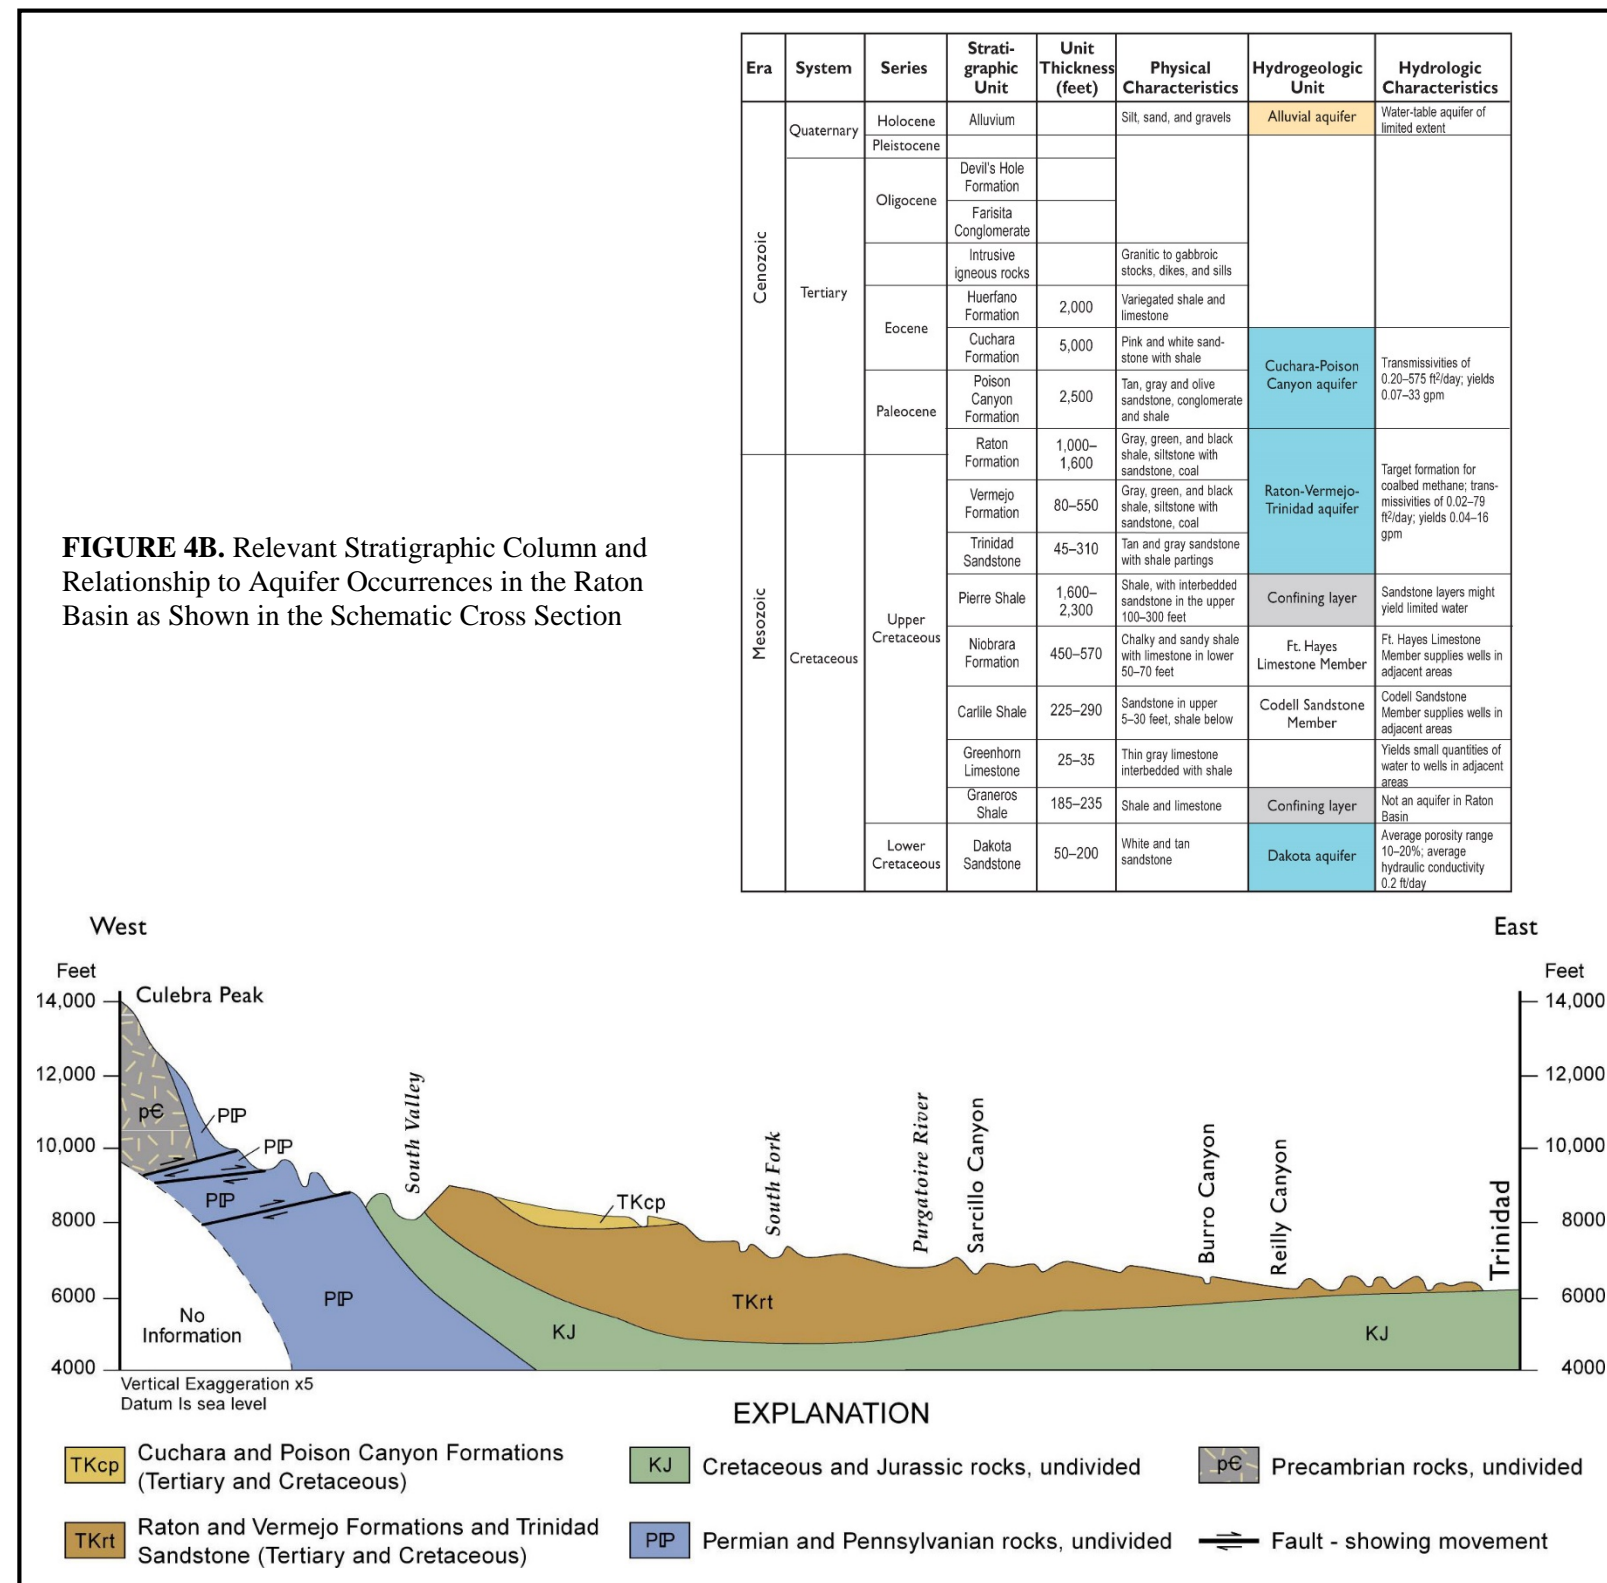 Era
System
Series
Strati-
graphic
Unit
Unit
Thickness
(feet)
Physical
Characteristics
Hydrogeologic
Unit
Hydrologic
Characteristics
Cenozoic
Quaternary
Holocene
Alluvium
Silt, sand, and gravels
Alluvial aquifer
Water-table aquifer of
limited extent
Pleistocene
Tertiary
Oligocene
Devil's Hole
Formation
Farisita
Conglomerate
Intrusive
igneous rocks
Granitic to gabbroic
stocks, dikes, and sills
Eocene
Huerfano
Formation
2,000
Variegated shale and
limestone
Cuchara
Formation
5,000
Pink and white sand-
stone with shale
Cuchara-Poison
Canyon aquifer
Transmissivities of
0.20–575 ft²/day; yields
0.07–33 gpm
Paleocene
Poison
Canyon
Formation
2,500
Tan, gray and olive
sandstone, conglomerate
and shale
Raton
Formation
1,000–
1,600
Gray, green, and black
shale, siltstone with
sandstone, coal
Raton-Vermejo-
Trinidad aquifer
Target formation for
coalbed methane; trans-
missivities of 0.02–79
ft²/day; yields 0.04–16
gpm
Mesozoic
Cretaceous
Upper
Cretaceous
Vermejo
Formation
80–550
Gray, green, and black
shale, siltstone with
sandstone, coal
Trinidad
Sandstone
45–310
Tan and gray sandstone
with shale partings
Pierre Shale
1,600–
2,300
Shale, with interbedded
sandstone in the upper
100–300 feet
Confining layer
Sandstone layers might
yield limited water
Niobrara
Formation
450–570
Chalky and sandy shale
with limestone in lower
50–70 feet
Ft. Hayes
Limestone Member
Ft. Hayes Limestone
Member supplies wells in
adjacent areas
Carlile Shale
225–290
Sandstone in upper
5–30 feet, shale below
Codell Sandstone
Member
Codell Sandstone
Member supplies wells in
adjacent areas
Greenhorn
Limestone
25–35
Thin gray limestone
interbedded with shale
Yields small quantities of
water to wells in adjacent
areas
Graneros
Shale
185–235
Shale and limestone
Confining layer
Not an aquifer in Raton
Basin
Lower
Cretaceous
Dakota
Sandstone
50–200
White and tan
sandstone
Dakota aquifer
Average porosity range
10–20%; average
hydraulic conductivity
0.2 ft/day
FIGURE 4B. Relevant Stratigraphic Column and
Relationship to Aquifer Occurrences in the Raton
Basin as Shown in the Schematic Cross Section
West
East
Feet
Feet
14,000
12,000
10,000
8000
6000
4000
14,000
12,000
10,000
8000
6000
4000
Culebra Peak
South Valley
South Fork
Purgatoire River
Sarcillo Canyon
Burro Canyon
Reilly Canyon
Trinidad
pЄ
PIP
PIP
PIP
PIP
TKcp
TKrt
KJ
KJ
No
Information
Vertical Exaggeration x5
Datum Is sea level
EXPLANATION
TKcp
Cuchara and Poison Canyon Formations
(Tertiary and Cretaceous)
KJ
Cretaceous and Jurassic rocks, undivided
pЄ
Precambrian rocks, undivided
TKrt
Raton and Vermejo Formations and Trinidad
Sandstone (Tertiary and Cretaceous)
PIP
Permian and Pennsylvanian rocks, undivided
Fault - showing movement